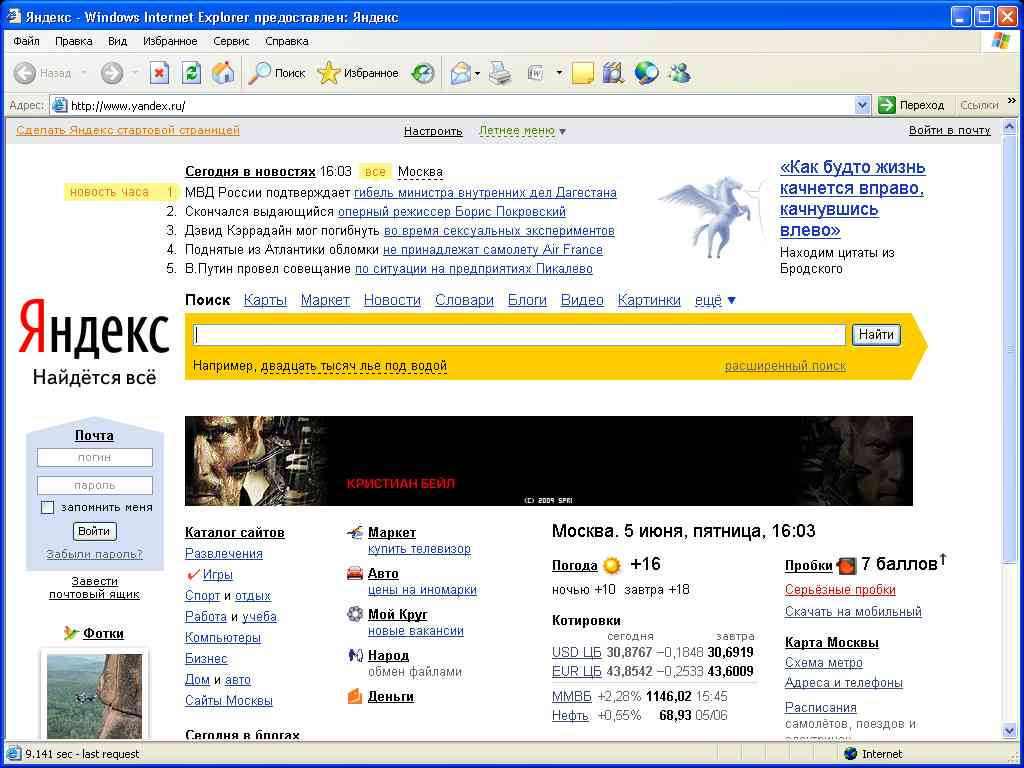 Яндекс - Windows Internet Explorer предоставлен: Яндекс
Файл Правка Вид Избранное Сервис Справка
Назад Поиск Избранное
Адрес: http://www.yandex.ru/ Переход Ссылки »
Сделать Яндекс стартовой страницей Настроить Летнее меню ▼ Войти в почту
Сегодня в новостях 16:03 все Москва
новость часа 1 МВД России подтверждает гибель министра внутренних дел Дагестана
2. Скончался выдающийся оперный режиссер Борис Покровский
3. Дэвид Кэррадайн мог погибнуть во время сексуальных экспериментов
4. Поднятые из Атлантики обломки не принадлежат самолету Air France
5. В.Путин провел совещание по ситуации на предприятиях Пикалево
«Как будто жизнь
качнется вправо,
качнувшись
влево»
Находим цитаты из
Бродского
Яндекс
Найдётся всё
Поиск Карты Маркет Новости Словари Блоги Видео Картинки ещё ▼
Найти
Например, двадцать тысяч лье под водой расширенный поиск
Почта
логин
пароль
запомнить меня
Войти
Забыли пароль?
Завести
почтовый ящик
Фотки
КРИСТИАН БЕЙЛ
(C) 2009 SPRI
Каталог сайтов
Развлечения
Игры
Спорт и отдых
Работа и учеба
Компьютеры
Бизнес
Дом и авто
Сайты Москвы
Сегодня в блогах
Маркет
купить телевизор
Авто
цены на иномарки
Мой Круг
новые вакансии
Народ
обмен файлами
Деньги
Москва. 5 июня, пятница, 16:03
Погода +16
ночью +10 завтра +18
Котировки
сегодня завтра
USD ЦБ 30,8767 −0,1848 30,6919
EUR ЦБ 43,8542 −0,2533 43,6009
ММВБ +2,28% 1146,02 15:45
Нефть +0,55% 68,93 05/06
Пробки 7 баллов↑
Серьёзные пробки
Скачать на мобильный
Карта Москвы
Схема метро
Адреса и телефоны
Расписания
самолётов, поездов и
электричек
9.141 sec - last request Internet